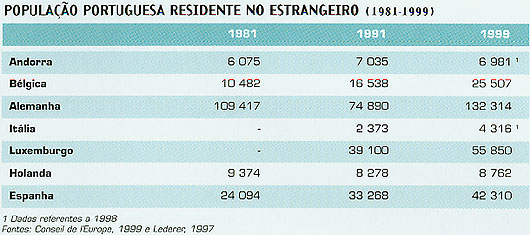 POPULAÇÃO PORTUGUESA RESIDENTE NO ESTRANGEIRO (1981-1999)
1981 1991 1999
Andorra 6 075 7 035 6 981 ¹
Bélgica 10 482 16 538 25 507
Alemanha 109 417 74 890 132 314
Itália - 2 373 4 316 ¹
Luxemburgo - 39 100 55 850
Holanda 9 374 8 278 8 762
Espanha 24 094 33 268 42 310
1 Dados referentes a 1998
Fontes: Conseil de l'Europe, 1999 e Lederer, 1997